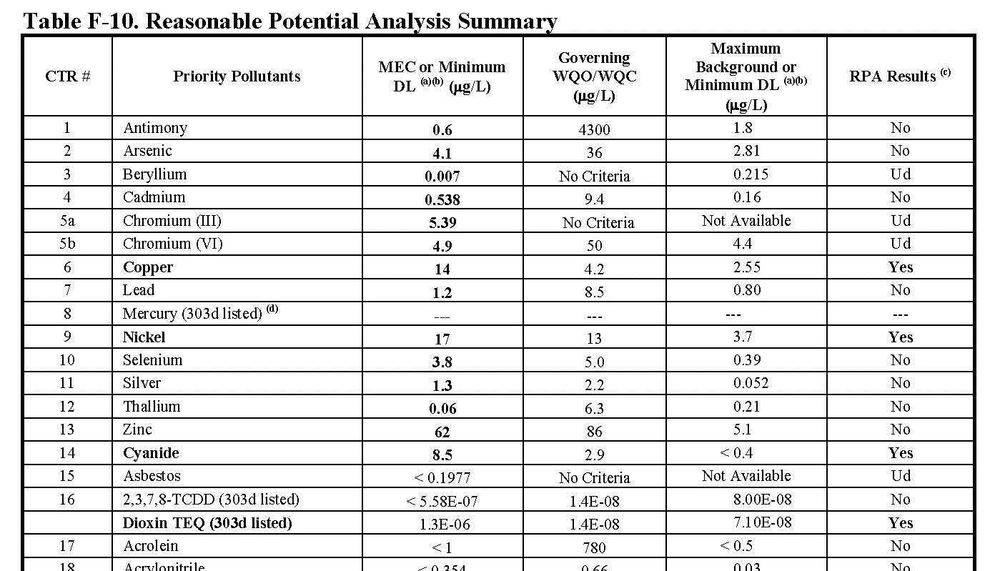 Table F-10. Reasonable Potential Analysis Summary
CTR # Priority Pollutants MEC or Minimum DL (a)(b) (µg/L) Governing WQO/WQC (µg/L) Maximum Background or Minimum DL (a)(b) (µg/L) RPA Results (c)
1 Antimony 0.6 4300 1.8 No
2 Arsenic 4.1 36 2.81 No
3 Beryllium 0.007 No Criteria 0.215 Ud
4 Cadmium 0.538 9.4 0.16 No
5a Chromium (III) 5.39 No Criteria Not Available Ud
5b Chromium (VI) 4.9 50 4.4 Ud
6 Copper 14 4.2 2.55 Yes
7 Lead 1.2 8.5 0.80 No
8 Mercury (303d listed) (d) --- --- --- ---
9 Nickel 17 13 3.7 Yes
10 Selenium 3.8 5.0 0.39 No
11 Silver 1.3 2.2 0.052 No
12 Thallium 0.06 6.3 0.21 No
13 Zinc 62 86 5.1 No
14 Cyanide 8.5 2.9 < 0.4 Yes
15 Asbestos < 0.1977 No Criteria Not Available Ud
16 2,3,7,8-TCDD (303d listed) < 5.58E-07 1.4E-08 8.00E-08 No
Dioxin TEQ (303d listed) 1.3E-06 1.4E-08 7.10E-08 Yes
17 Acrolein < 1 780 < 0.5 No
18 Acrylonitrile < 0.354 0.66 0.03 No